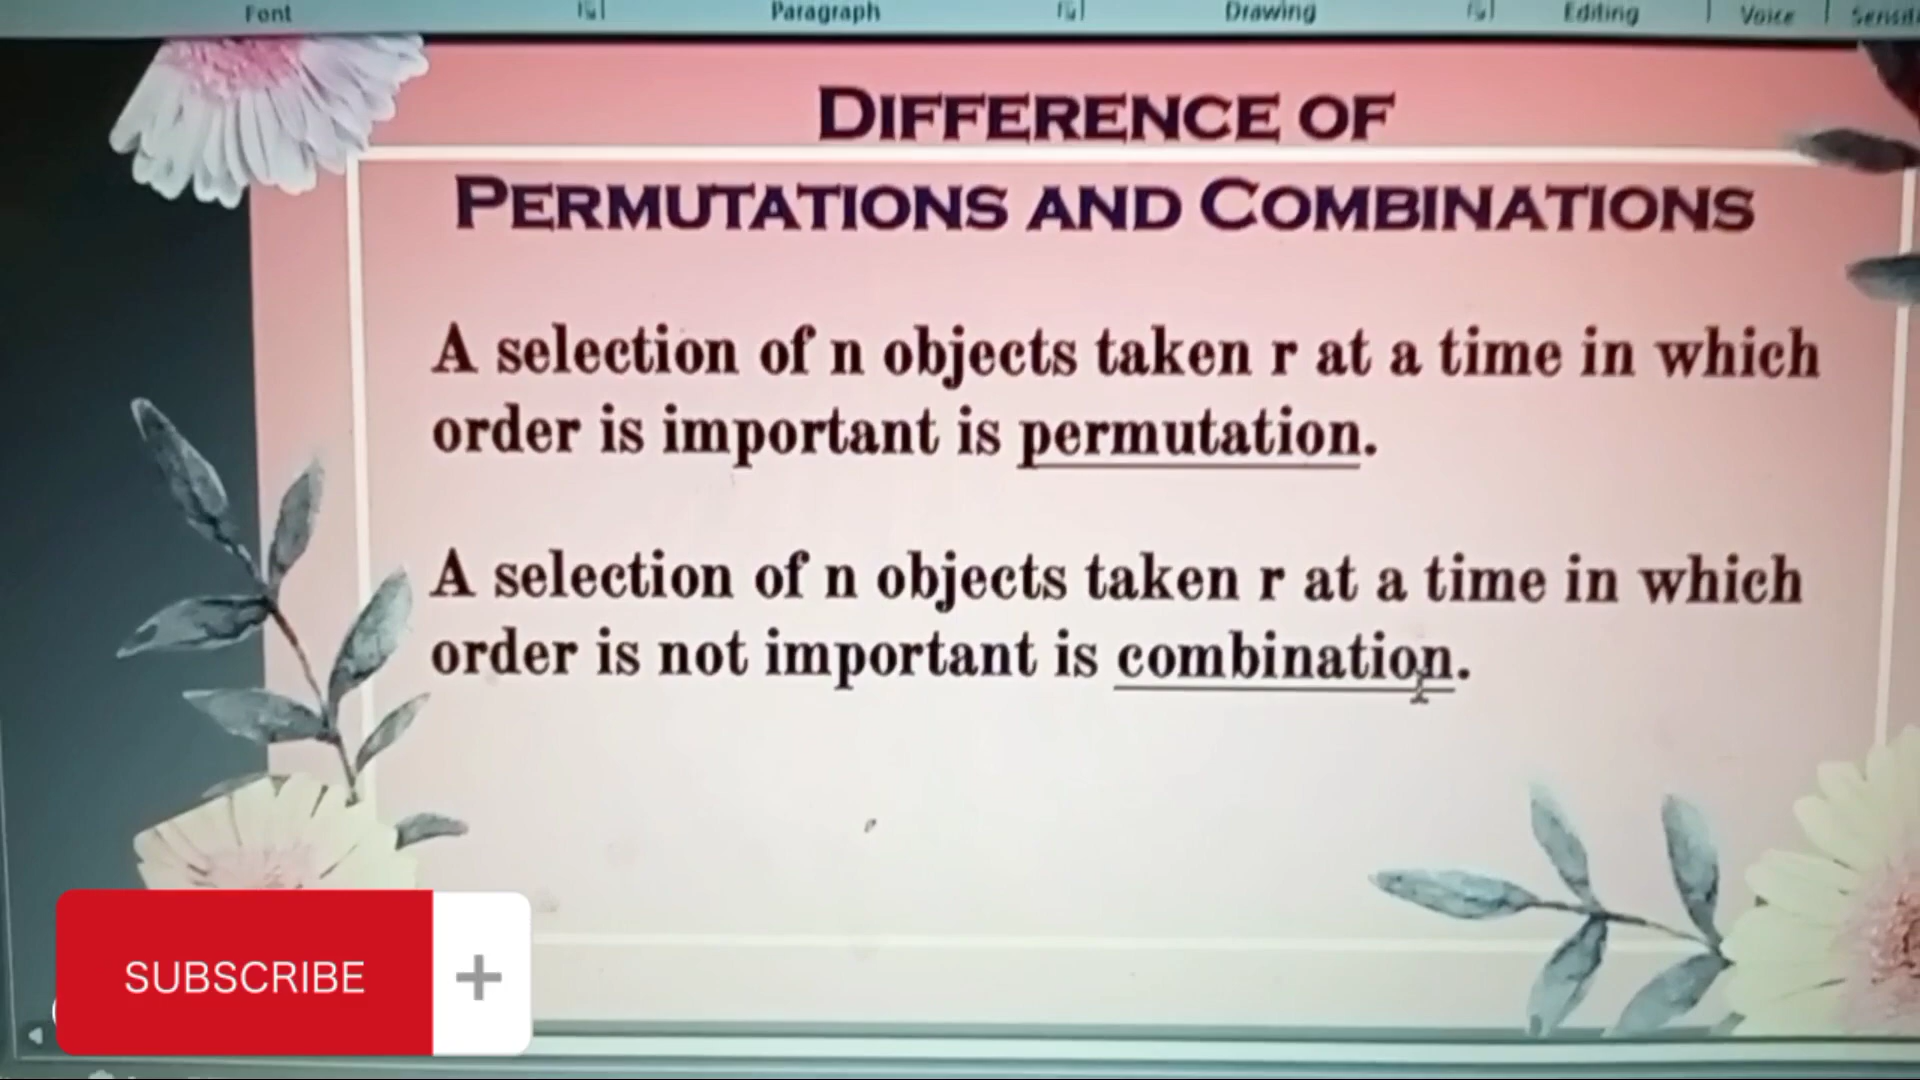 Font Paragraph Drawing Editing Voice
DIFFERENCE OF
PERMUTATIONS AND COMBINATIONS
A selection of n objects taken r at a time in which
order is important is permutation.
A selection of n objects taken r at a time in which
order is not important is combination.
SUBSCRIBE